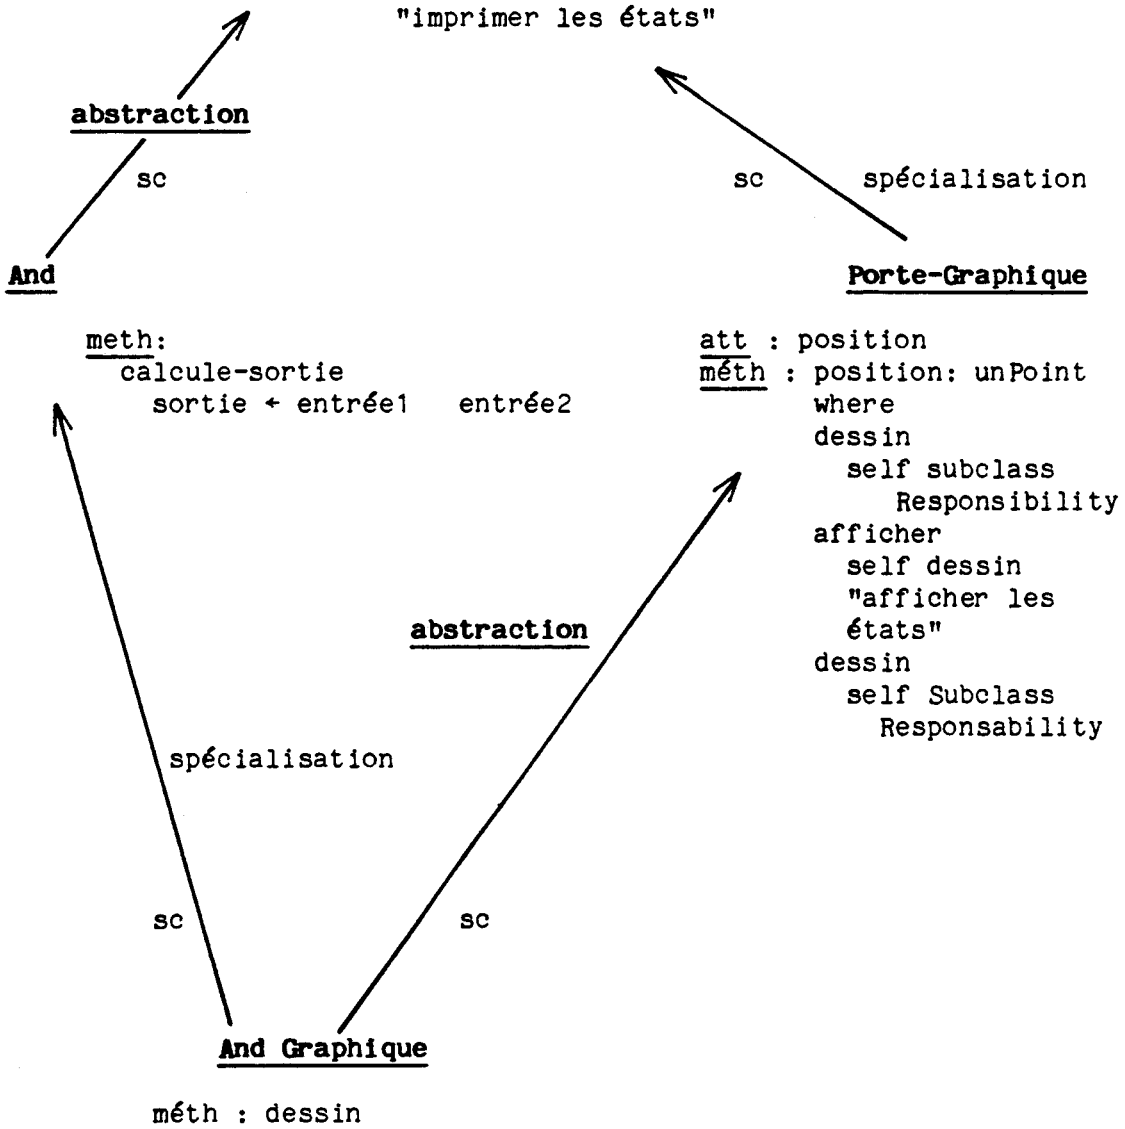 "imprimer les états"
abstraction
sc
sc
spécialisation
And
Porte-Graphique
meth:
calcule-sortie
sortie ← entrée1 entrée2
att : position
méth : position: unPoint
where
dessin
self subclass
Responsibility
afficher
self dessin
"afficher les
états"
dessin
self Subclass
Responsability
abstraction
spécialisation
sc
sc
And Graphique
méth : dessin